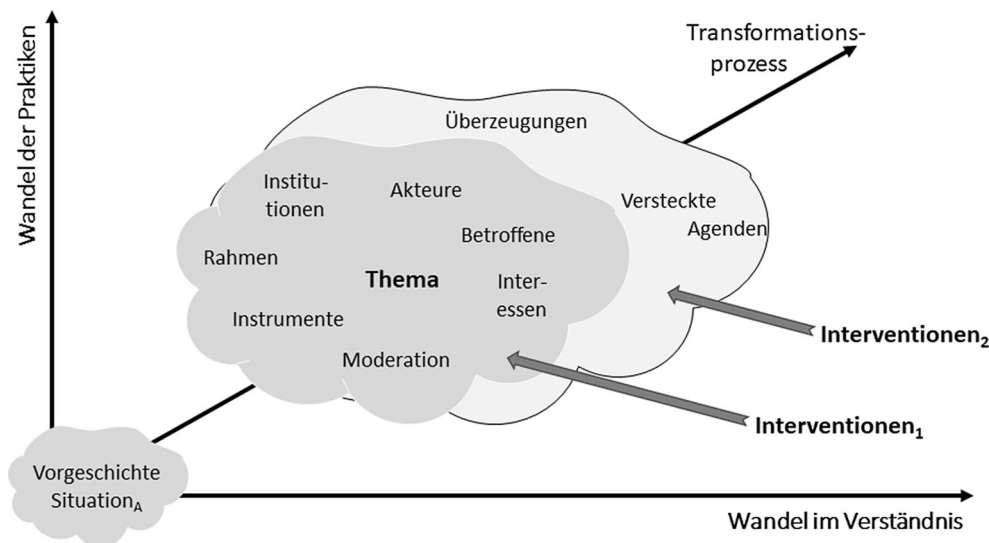 Transformations-
prozess
Wandel der Praktiken
Überzeugungen
Institu-
tionen
Akteure
Versteckte
Agenden
Betroffene
Rahmen
Thema
Inter-
essen
Instrumente
Moderation
Interventionen₂
Interventionen₁
Vorgeschichte
Situation_A
Wandel im Verständnis